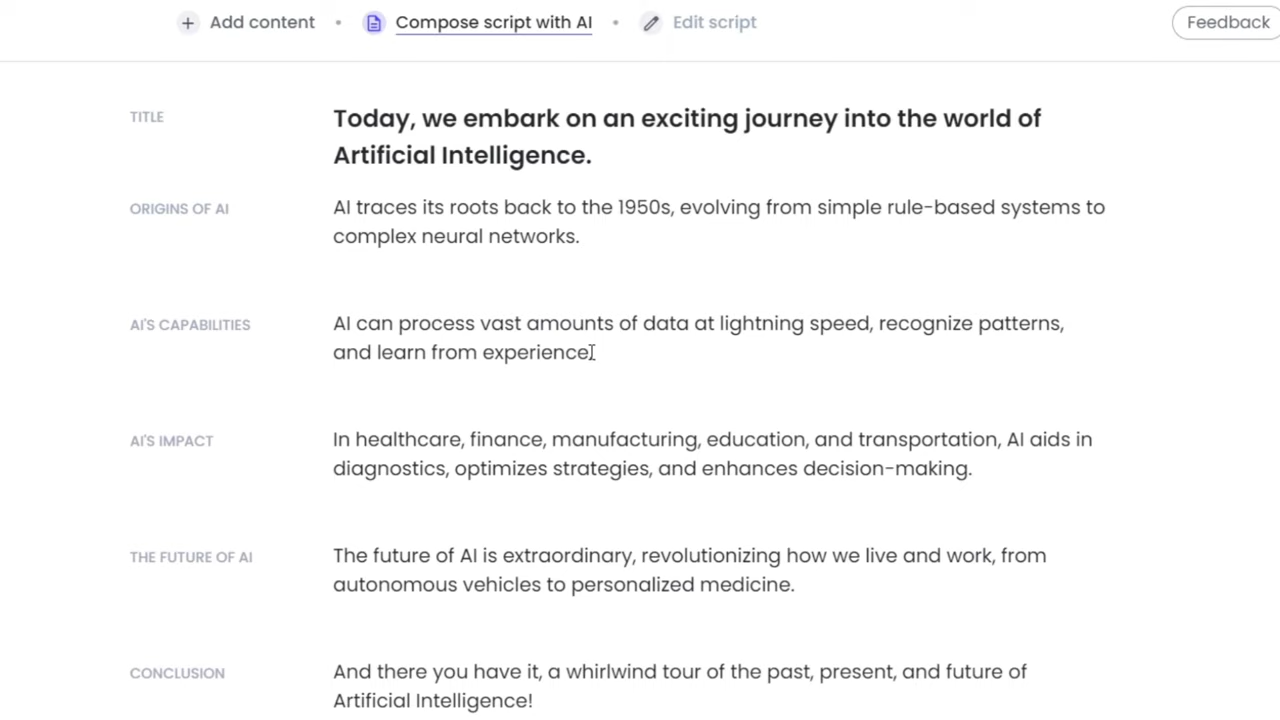 Add content • Compose script with AI • Edit script Feedback
TITLE
Today, we embark on an exciting journey into the world of
Artificial Intelligence.
ORIGINS OF AI
AI traces its roots back to the 1950s, evolving from simple rule-based systems to
complex neural networks.
AI'S CAPABILITIES
AI can process vast amounts of data at lightning speed, recognize patterns,
and learn from experience.
AI'S IMPACT
In healthcare, finance, manufacturing, education, and transportation, AI aids in
diagnostics, optimizes strategies, and enhances decision-making.
THE FUTURE OF AI
The future of AI is extraordinary, revolutionizing how we live and work, from
autonomous vehicles to personalized medicine.
CONCLUSION
And there you have it, a whirlwind tour of the past, present, and future of
Artificial Intelligence!